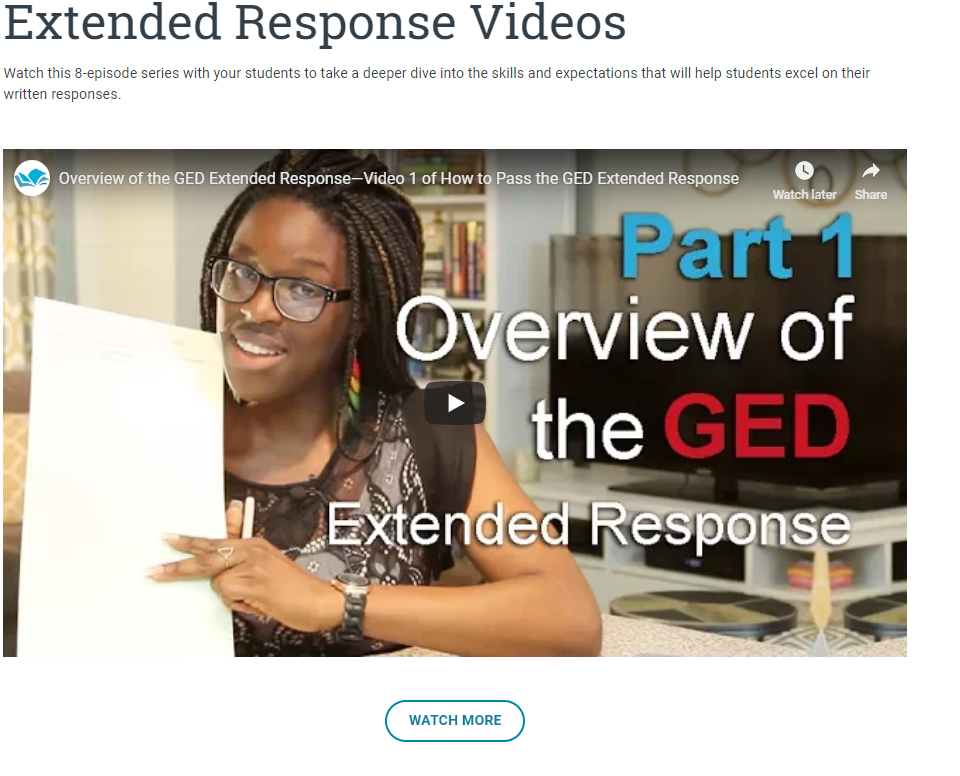 Extended Response Videos
Watch this 8-episode series with your students to take a deeper dive into the skills and expectations that will help students excel on their
written responses.
Overview of the GED Extended Response—Video 1 of How to Pass the GED Extended Response
Watch later
Share
Part 1
Overview of
the GED
Extended Response
WATCH MORE